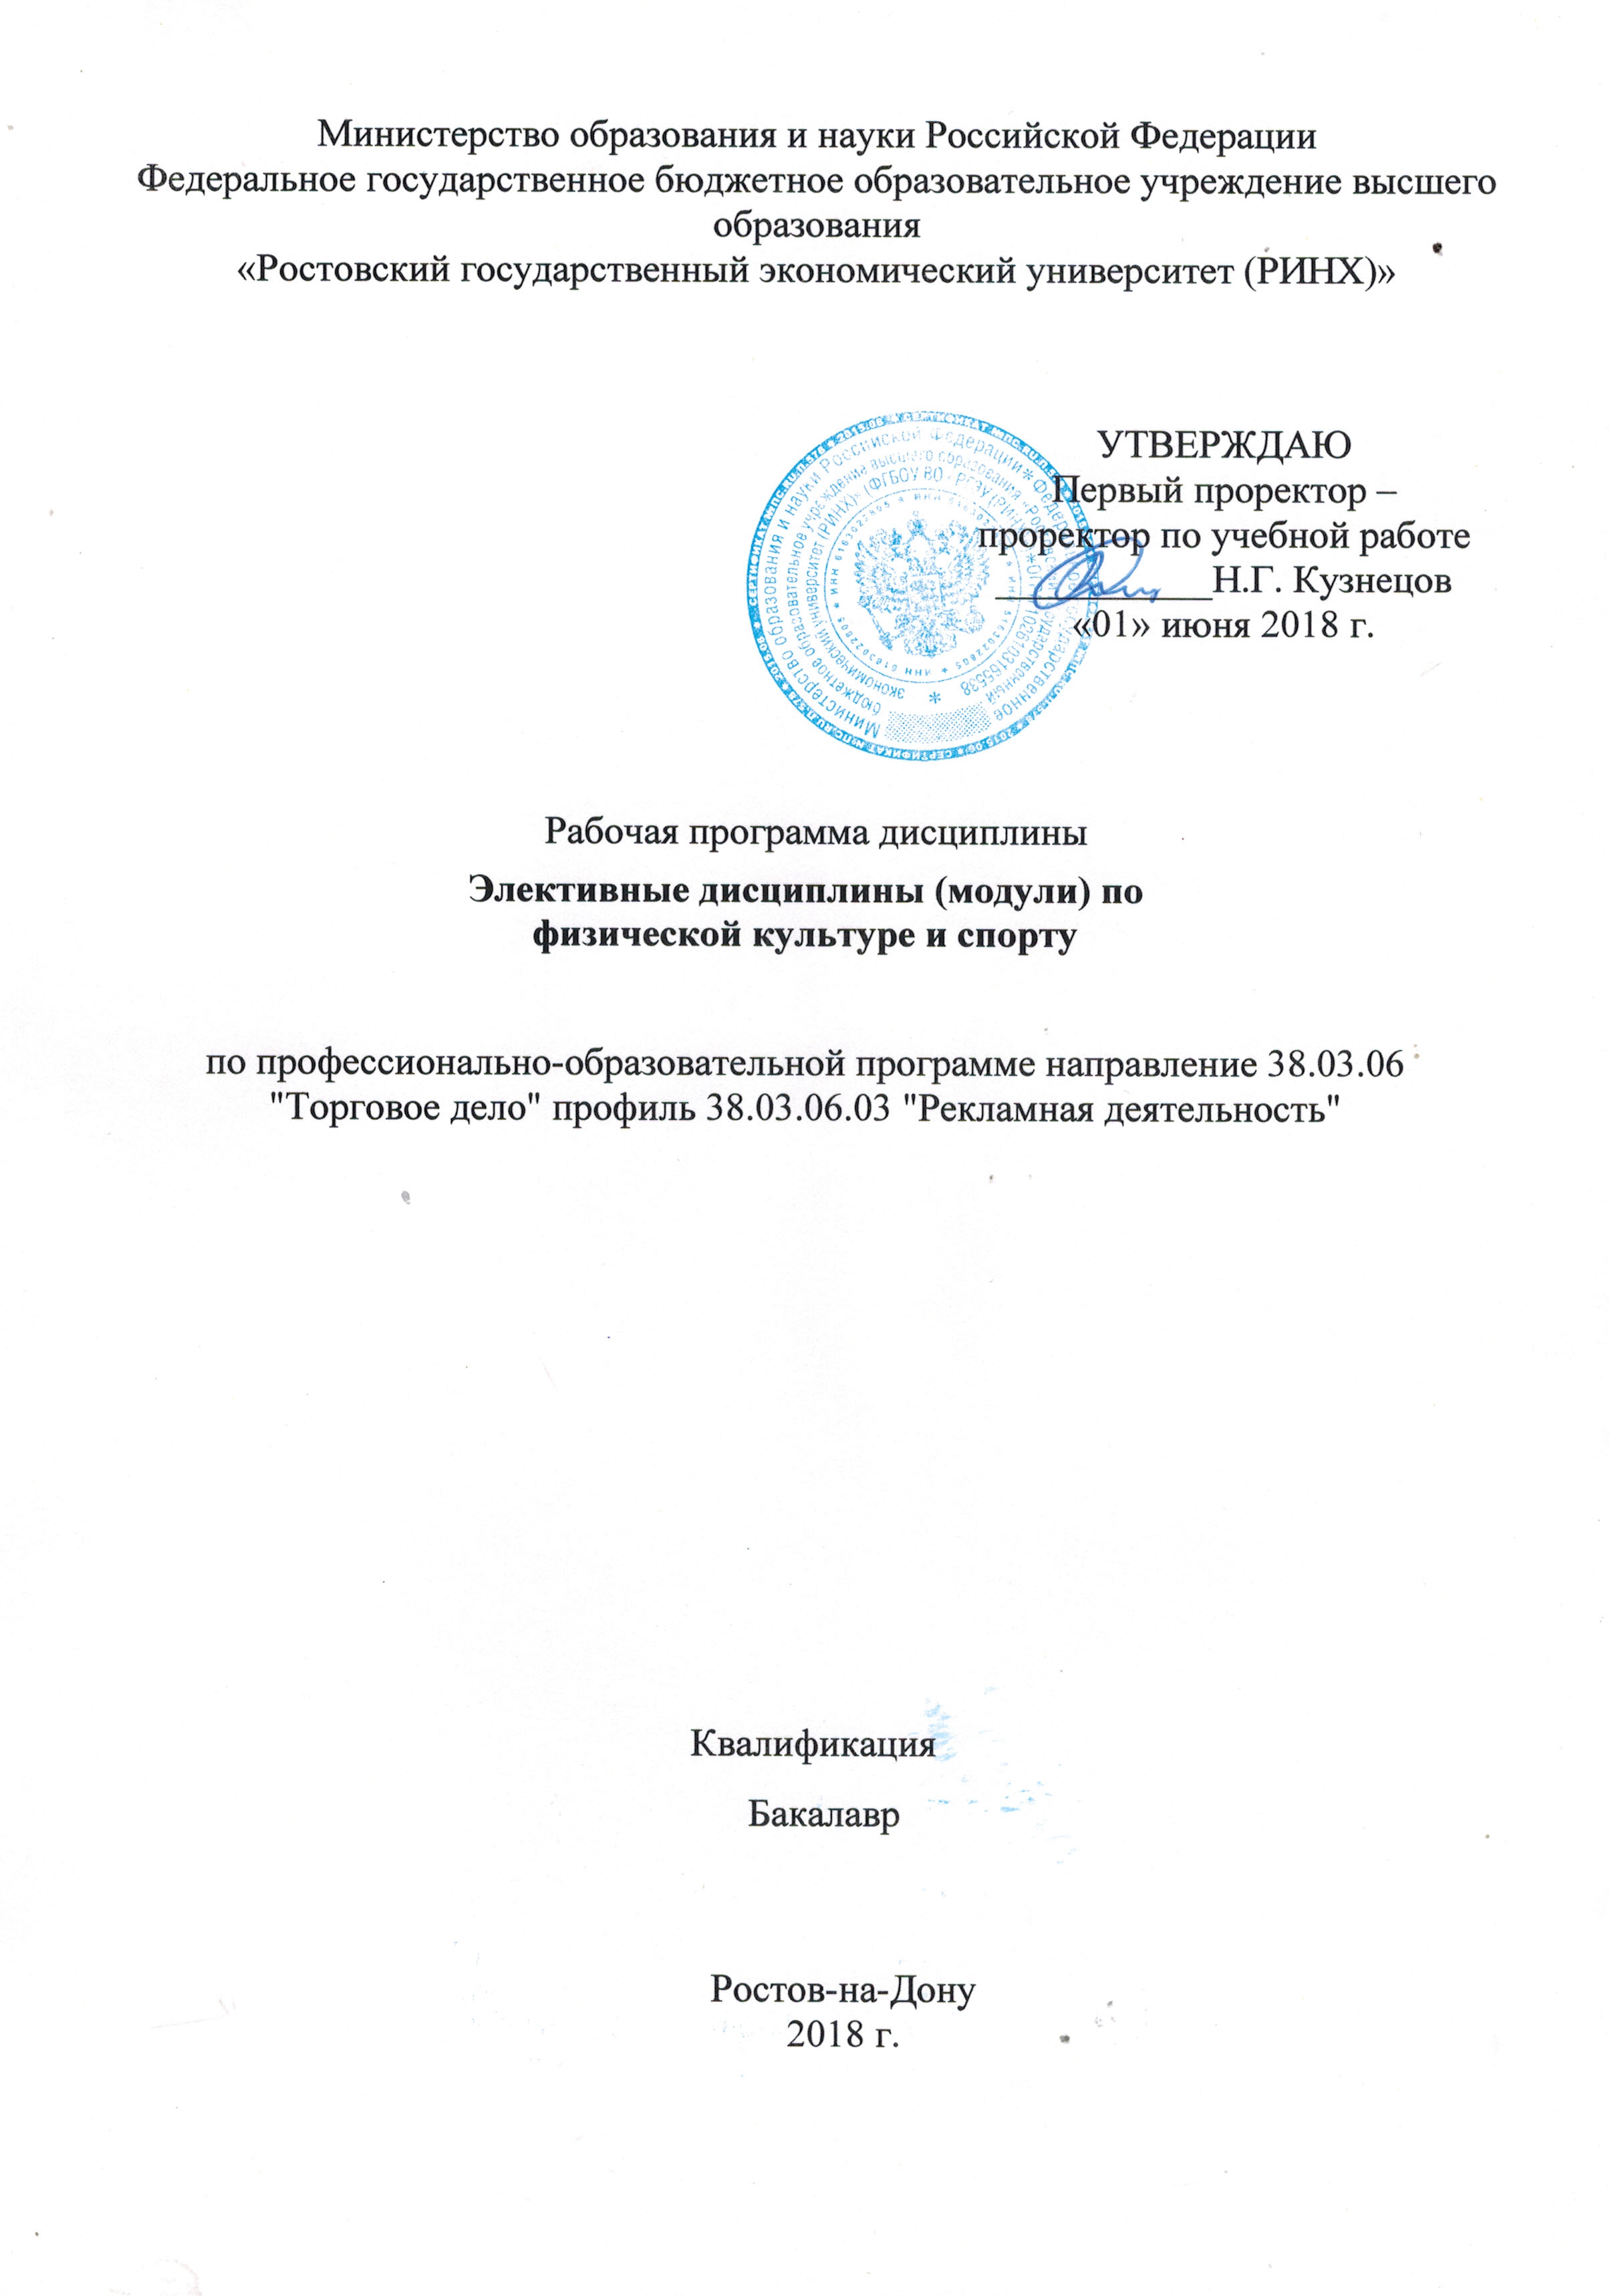 Министерство образования и науки Российской Федерации
Федеральное государственное бюджетное образовательное учреждение высшего
образования
«Ростовский государственный экономический университет (РИНХ)»
УТВЕРЖДАЮ
Первый проректор –
проректор по учебной работе
Н.Г. Кузнецов
«01» июня 2018 г.
Рабочая программа дисциплины
Элективные дисциплины (модули) по
физической культуре и спорту
по профессионально-образовательной программе направление 38.03.06
"Торговое дело" профиль 38.03.06.03 "Рекламная деятельность"
Квалификация
Бакалавр
Ростов-на-Дону
2018 г.